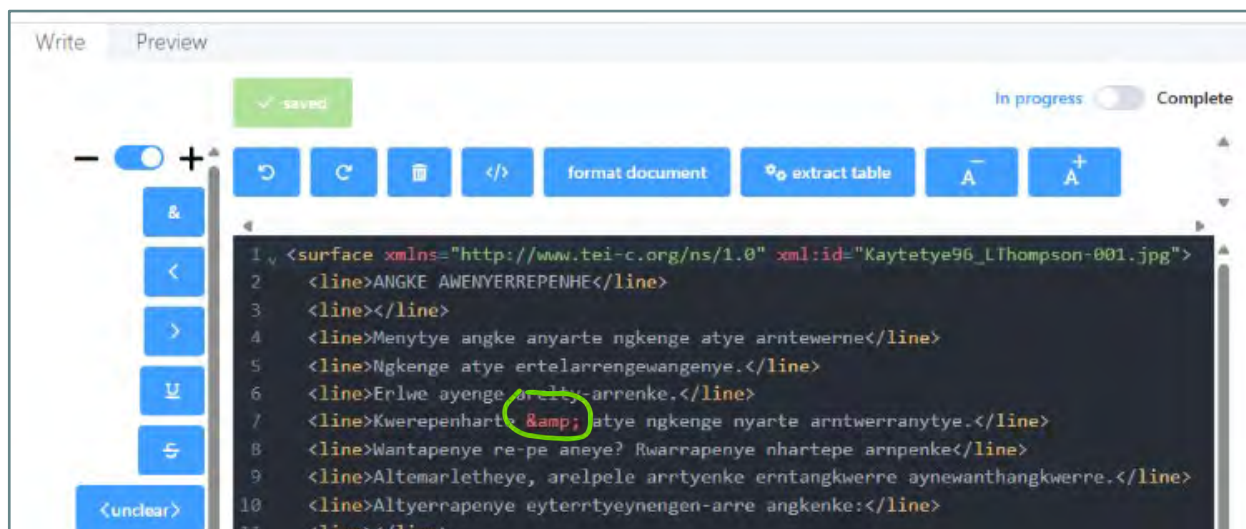 Write Preview
✓ saved
In progress Complete
− +
</> format document extract table A− A+
&
<
>
U
S
<unclear>
1 <surface xmlns="http://www.tei-c.org/ns/1.0" xml:id="Kaytetye96_LThompson-001.jpg">
2 <line>ANGKE AWENYERREPENHE</line>
3 <line></line>
4 <line>Menytye angke anyarte ngkenge atye arntewerne</line>
5 <line>Ngkenge atye ertelarrengewangenye.</line>
6 <line>Erlwe ayenge arelty-arrenke.</line>
7 <line>Kwerepenharte &amp; atye ngkenge nyarte arntwerranytye.</line>
8 <line>Wantapenye re-pe aneye? Rwarrapenye nhartepe arnpenke</line>
9 <line>Altemarletheye, arelpele arrtyenke erntangkwerre aynewanthangkwerre.</line>
10 <line>Altyerrapenye eyterrtyeynengen-arre angkenke:</line>